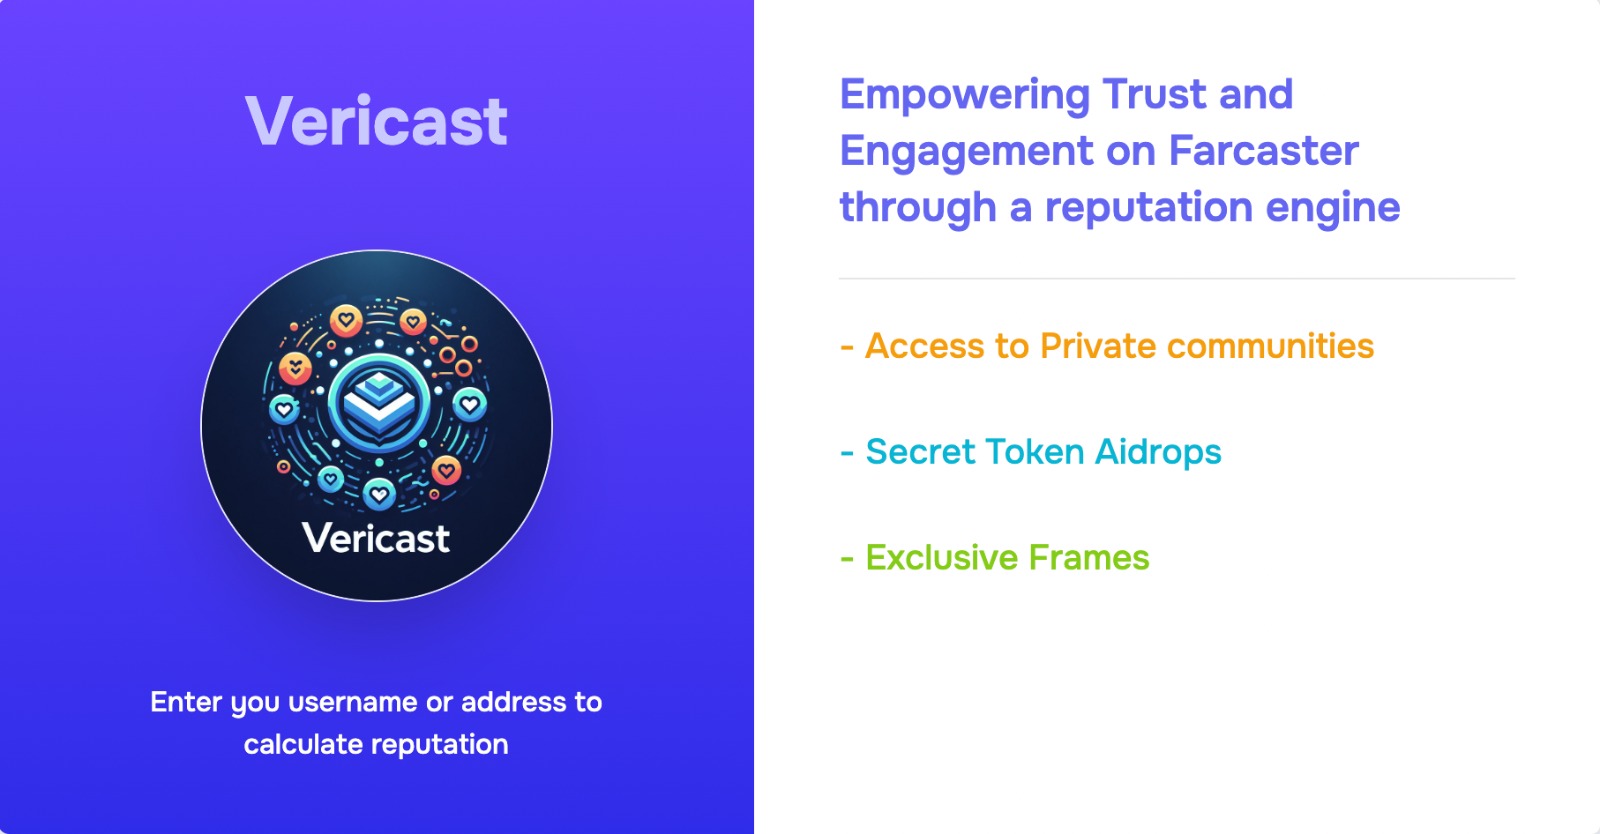 Vericast
Vericast
Enter you username or address to
calculate reputation
Empowering Trust and
Engagement on Farcaster
through a reputation engine
- Access to Private communities
- Secret Token Aidrops
- Exclusive Frames